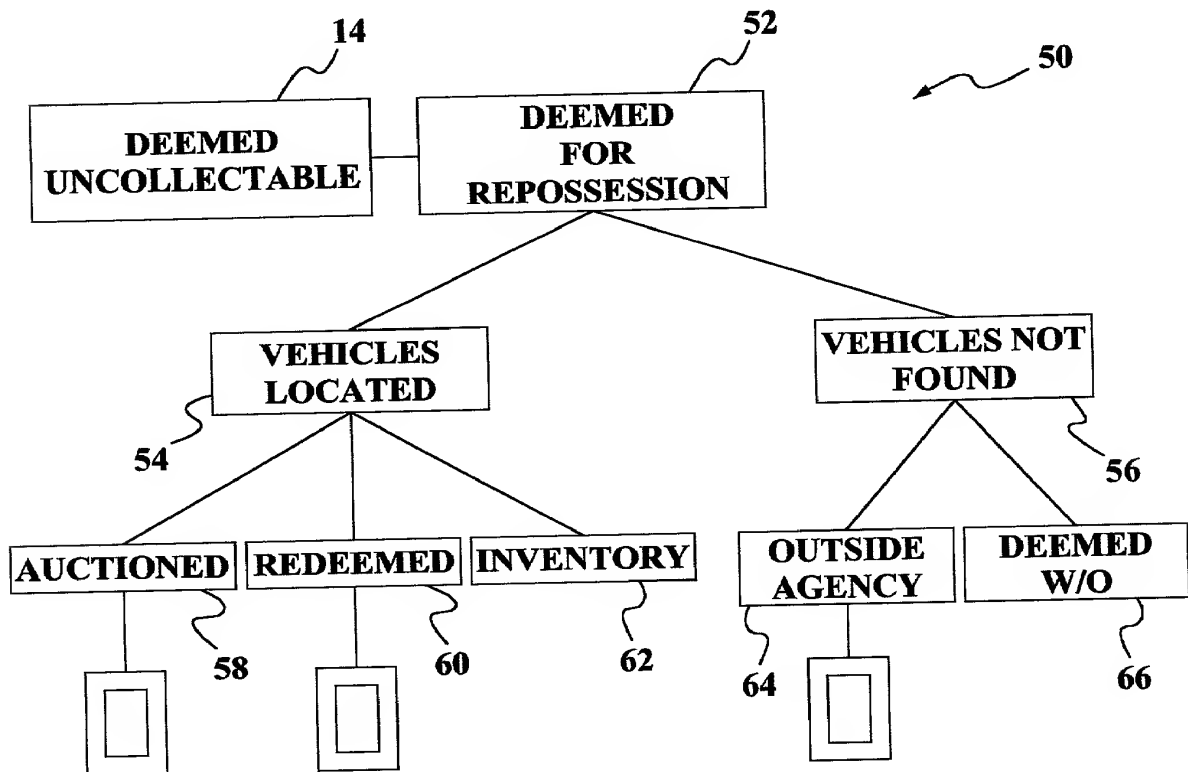 14
52
50
DEEMED
UNCOLLECTABLE
DEEMED
FOR
REPOSSESSION
VEHICLES
LOCATED
VEHICLES NOT
FOUND
54
56
AUCTIONED
REDEEMED
INVENTORY
OUTSIDE
AGENCY
DEEMED
W/O
58
60
62
64
66